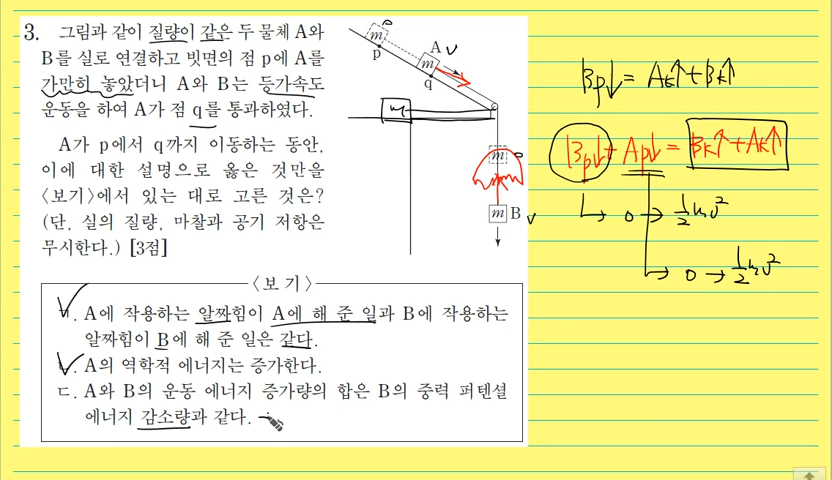 3. 그림과 같이 질량이 같은 두 물체 A와
B를 실로 연결하고 빗면의 점 p에 A를
가만히 놓았더니 A와 B는 등가속도
운동을 하여 A가 점 q를 통과하였다.
A가 p에서 q까지 이동하는 동안,
이에 대한 설명으로 옳은 것만을
<보기>에서 있는 대로 고른 것은?
(단, 실의 질량, 마찰과 공기 저항은
무시한다.) [3점]
m
p
A v
m
q
m
m
m B v
<보 기>
ㄱ. A에 작용하는 알짜힘이 A에 해 준 일과 B에 작용하는
알짜힘이 B에 해 준 일은 같다.
ㄴ. A의 역학적 에너지는 증가한다.
ㄷ. A와 B의 운동 에너지 증가량의 합은 B의 중력 퍼텐셜
에너지 감소량과 같다.
Bp↓ = Ak↑ + Bk↑
Bp↓ + Ap↓ = Bk↑ + Ak↑
0 → ½mv²
0 → ½mv²